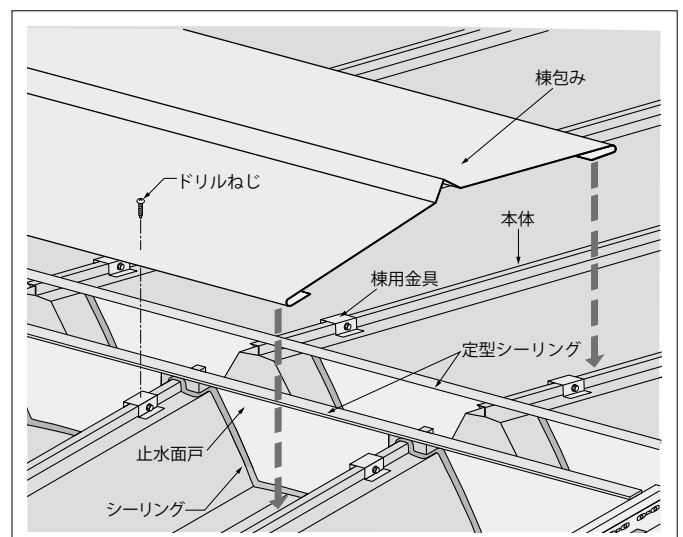 棟包み
ドリルねじ
本体
棟用金具
定型シーリング
止水面戸
シーリング